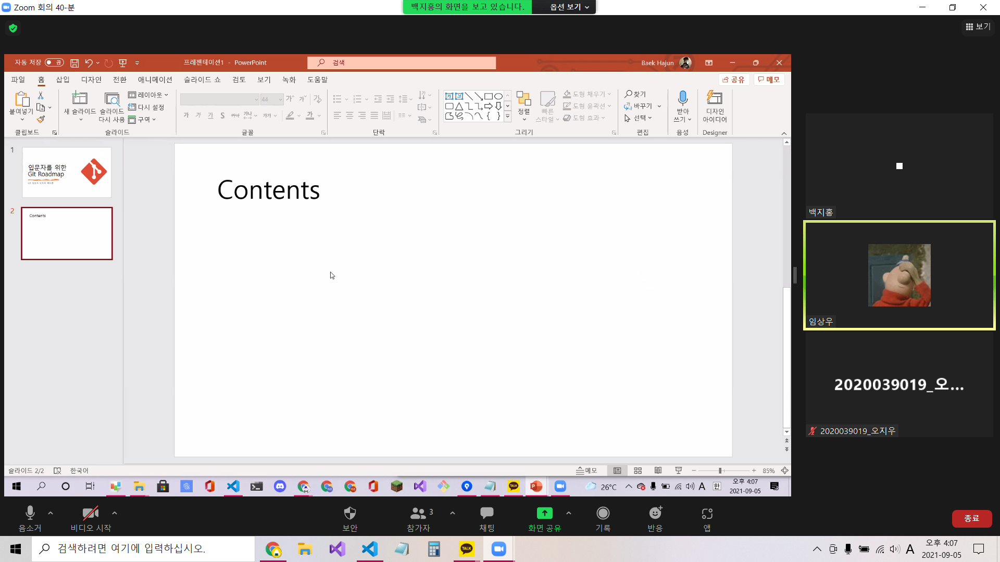 Zoom 회의 40-분
백지홍의 화면을 보고 있습니다.
옵션 보기
보기
자동 저장
끔
프레젠테이션1 - PowerPoint
검색
Baek Hajun
파일 홈 삽입 디자인 전환 애니메이션 슬라이드 쇼 검토 보기 녹화 도움말
공유
메모
붙여넣기
클립보드
새 슬라이드
슬라이드 다시 사용
레이아웃
다시 설정
구역
슬라이드
44
글꼴
단락
정렬
빠른 스타일
도형 채우기
도형 윤곽선
도형 효과
그리기
찾기
바꾸기
선택
편집
받아 쓰기
음성
디자인 아이디어
Designer
1
입문자를 위한
Git Roadmap
2
Contents
Contents
백지홍
임상우
2020039019_오...
2020039019_오지우
슬라이드 2/2
한국어
메모
85%
26°C
A
한
오후 4:07
2021-09-05
음소거
비디오 시작
보안
3
참가자
채팅
화면 공유
기록
반응
앱
종료
검색하려면 여기에 입력하십시오.
TALK
A
오후 4:07
2021-09-05